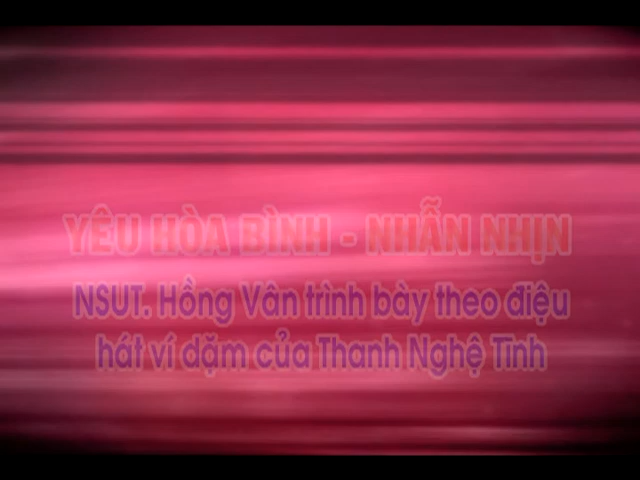 YÊU HÒA BÌNH - NHẪN NHỊN
NSUT. Hồng Vân trình bày theo điệu
hát ví dặm của Thanh Nghệ Tĩnh